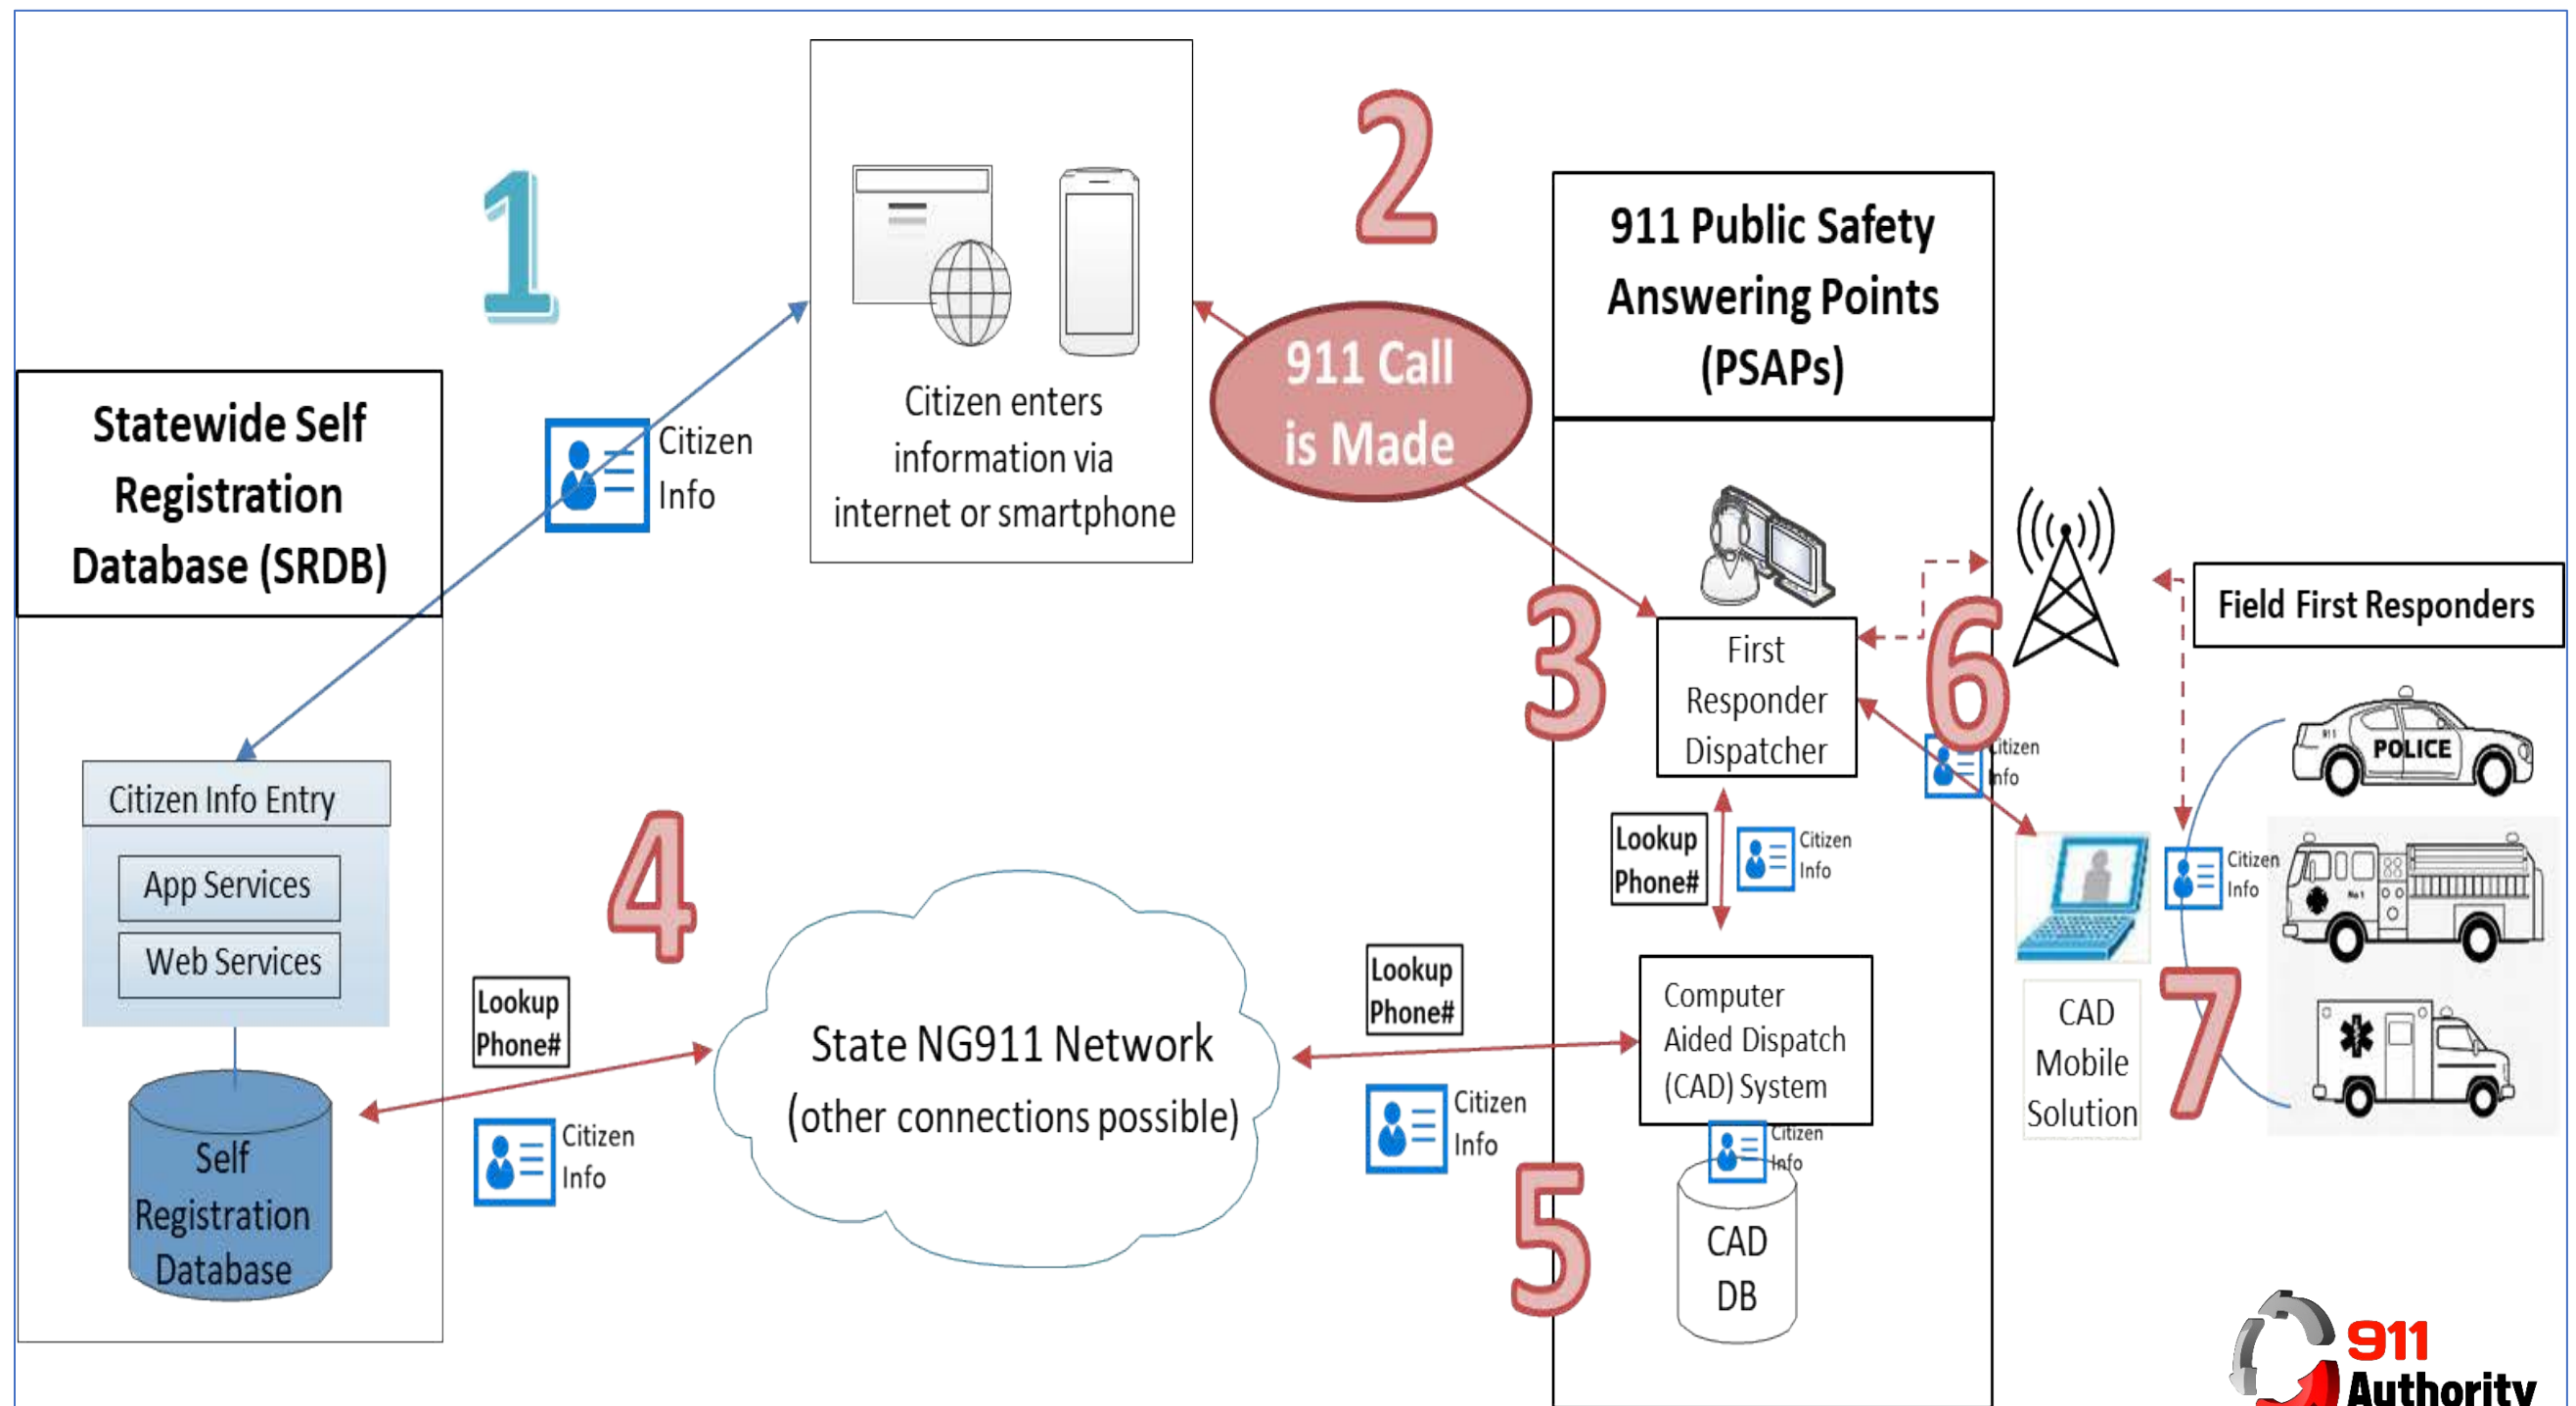 1
2
911 Public Safety
Answering Points
(PSAPs)
911 Call
is Made
Statewide Self
Registration
Database (SRDB)
Citizen
Info
Citizen enters
information via
internet or smartphone
3
First
Responder
Dispatcher
6
Field First Responders
POLICE
911
Citizen
Info
Citizen Info Entry
App Services
Web Services
4
Lookup
Phone#
Citizen
Info
Citizen
Info
No 1
Lookup
Phone#
Citizen
Info
State NG911 Network
(other connections possible)
Lookup
Phone#
Citizen
Info
Computer
Aided Dispatch
(CAD) System
Citizen
Info
CAD
Mobile
Solution
7
Self
Registration
Database
5
CAD
DB
911
Authority